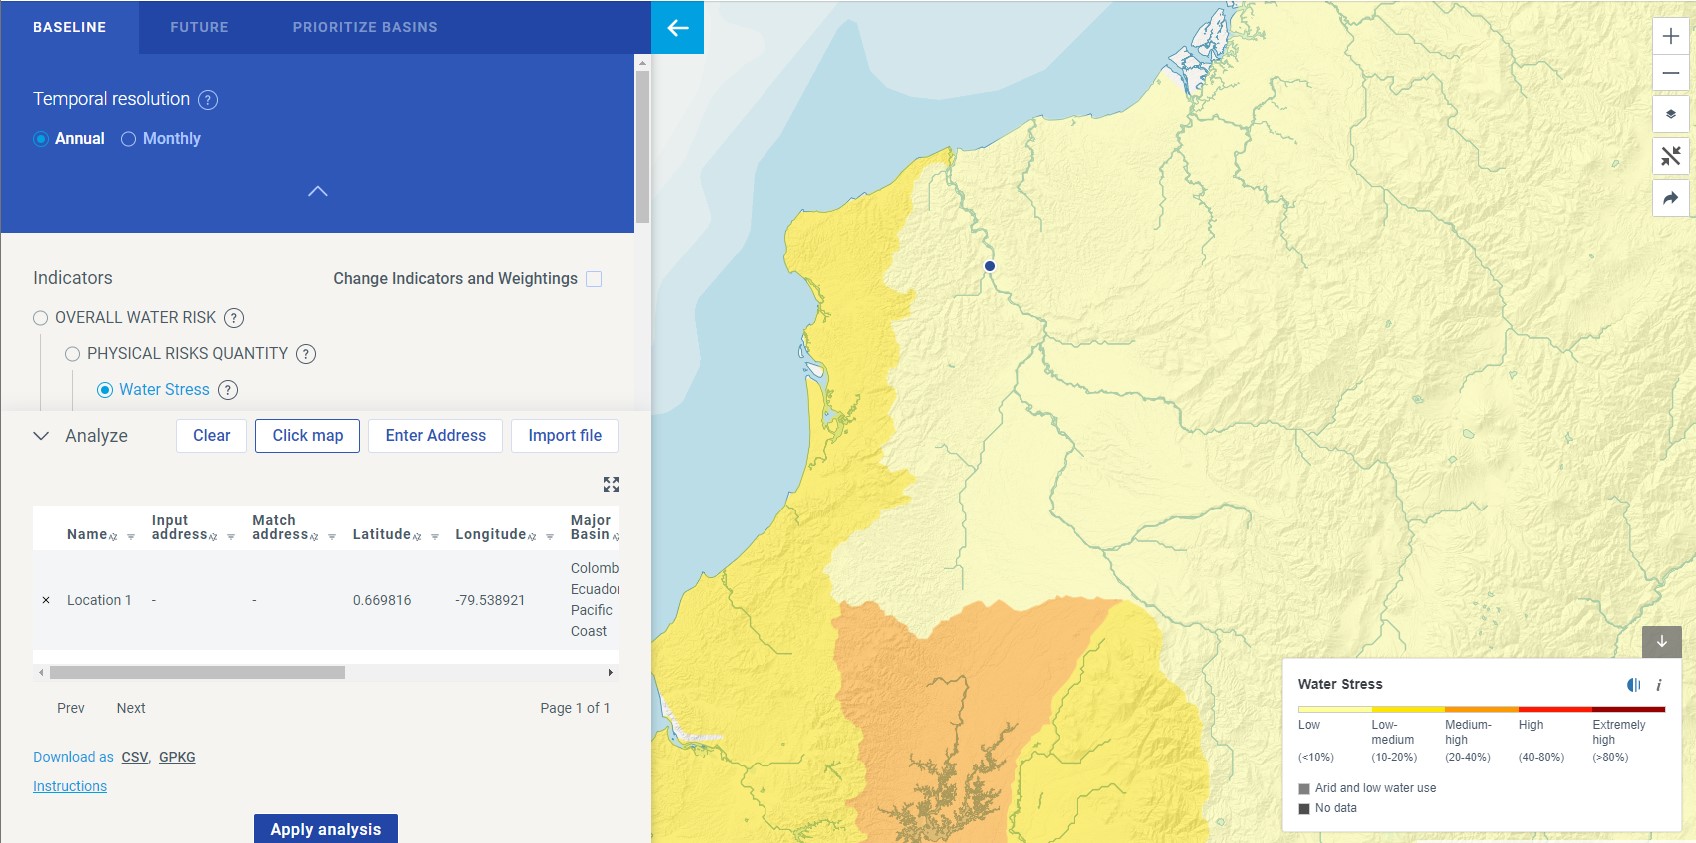 BASELINE FUTURE PRIORITIZE BASINS
Temporal resolution ?
Annual Monthly
Indicators Change Indicators and Weightings
OVERALL WATER RISK ?
PHYSICAL RISKS QUANTITY ?
Water Stress ?
Analyze Clear Click map Enter Address Import file
Name Input address Match address Latitude Longitude Major Basin
× Location 1 - - 0.669816 -79.538921 Colomb
Ecuador
Pacific
Coast
Prev Next Page 1 of 1
Download as CSV, GPKG
Instructions
Apply analysis
Water Stress i
Low Low-medium Medium-high High Extremely high
(<10%) (10-20%) (20-40%) (40-80%) (>80%)
Arid and low water use
No data